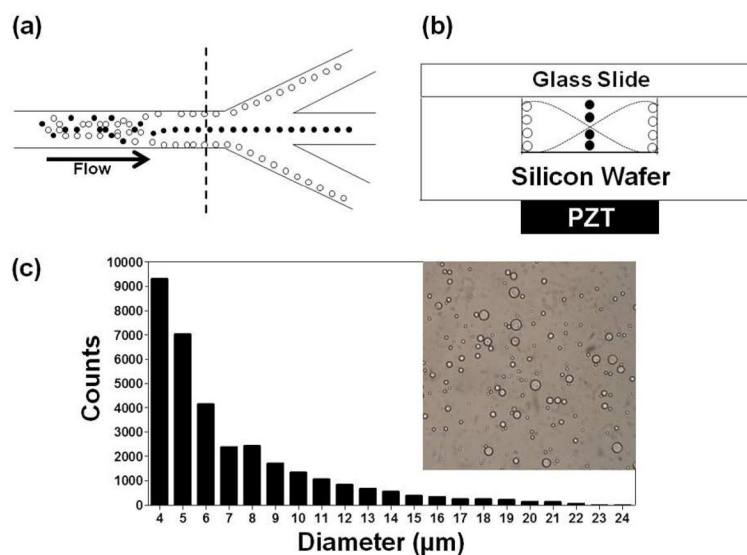 (a)
Flow
(b)
Glass Slide
Silicon Wafer
PZT
(c)
Counts
10000
9000
8000
7000
6000
5000
4000
3000
2000
1000
0
4 5 6 7 8 9 10 11 12 13 14 15 16 17 18 19 20 21 22 23 24
Diameter (µm)